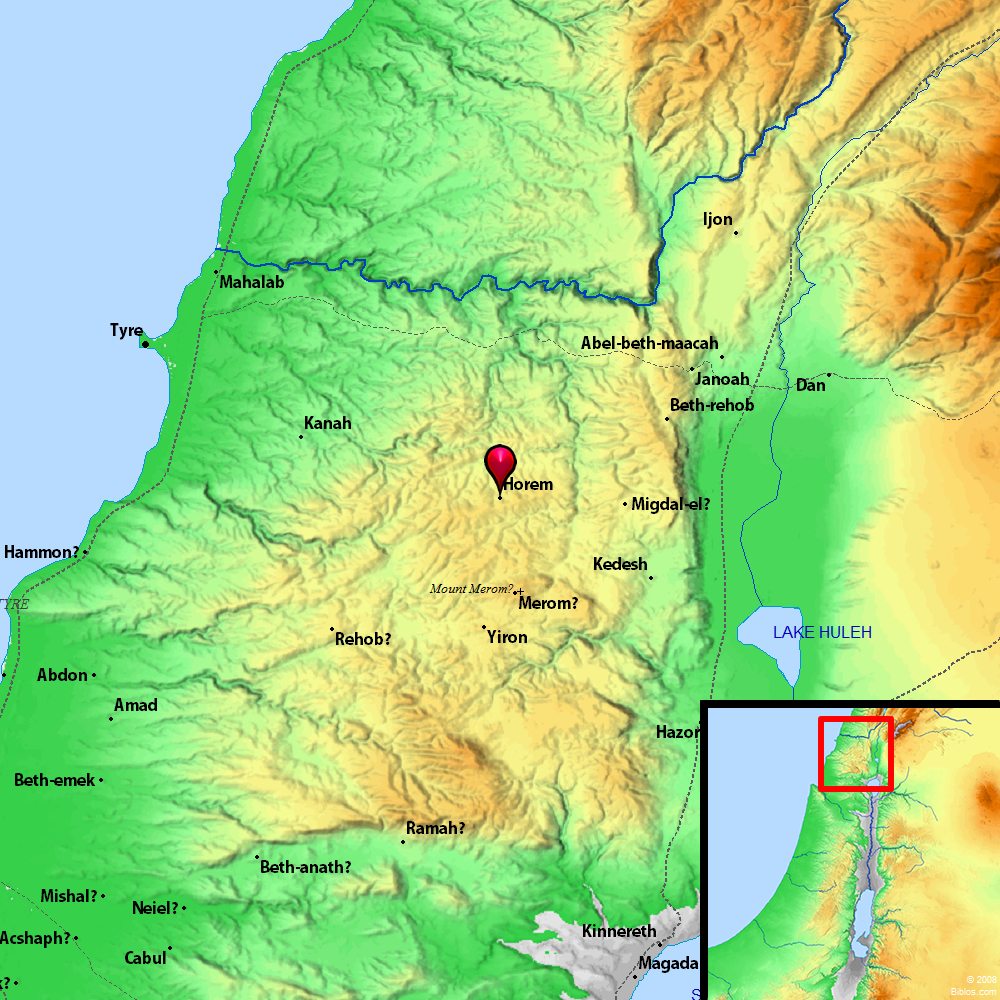 Ijon
Mahalab
Tyre
Abel-beth-maacah
Janoah
Dan
Beth-rehob
Kanah
Horem
Migdal-el?
Hammon?
Kedesh
Mount Merom?
Merom?
TYRE
LAKE HULEH
Yiron
Rehob?
Abdon
Amad
Hazor
Beth-emek
Ramah?
Beth-anath?
Mishal?
Neiel?
Kinnereth
Acshaph?
Cabul
Magada
k?
S
© 2008
Biblos.com